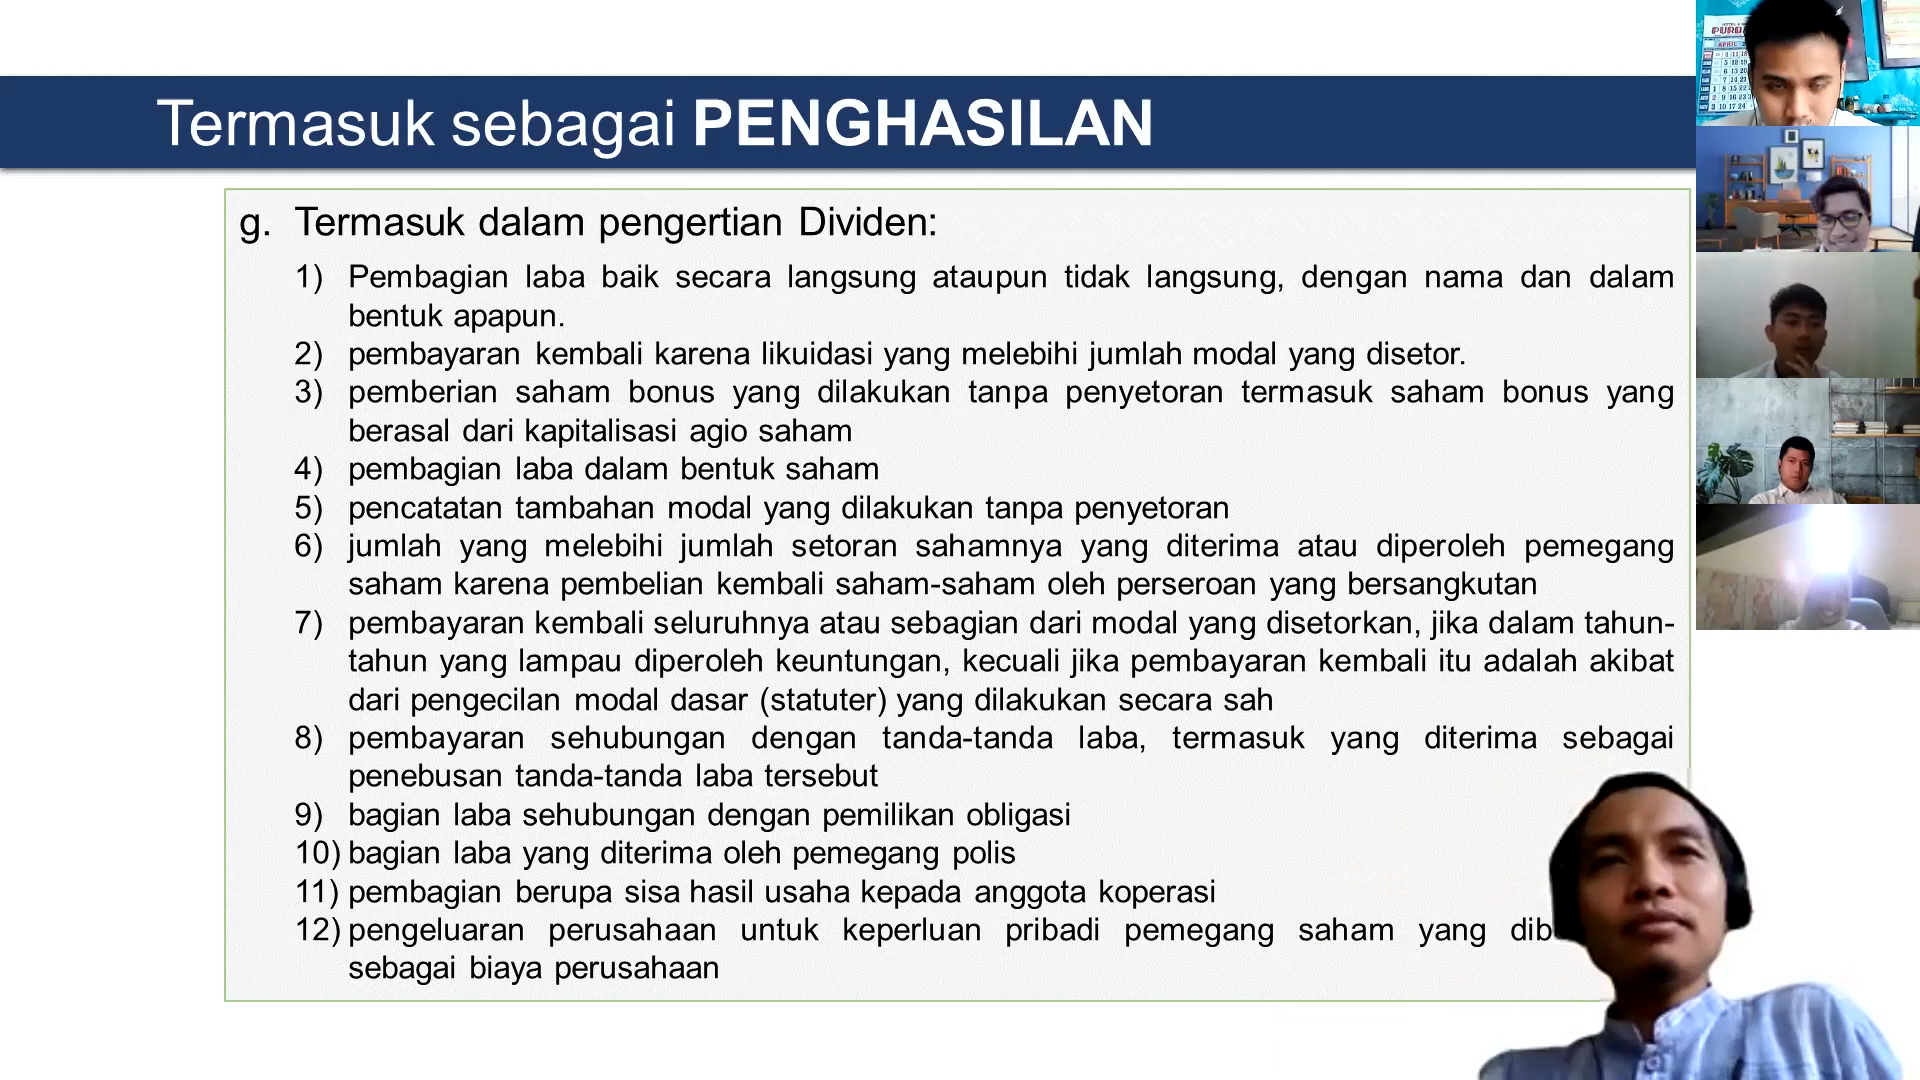 Termasuk sebagai PENGHASILAN
g. Termasuk dalam pengertian Dividen:
1) Pembagian laba baik secara langsung ataupun tidak langsung, dengan nama dan dalam
bentuk apapun.
2) pembayaran kembali karena likuidasi yang melebihi jumlah modal yang disetor.
3) pemberian saham bonus yang dilakukan tanpa penyetoran termasuk saham bonus yang
berasal dari kapitalisasi agio saham
4) pembagian laba dalam bentuk saham
5) pencatatan tambahan modal yang dilakukan tanpa penyetoran
6) jumlah yang melebihi jumlah setoran sahamnya yang diterima atau diperoleh pemegang
saham karena pembelian kembali saham-saham oleh perseroan yang bersangkutan
7) pembayaran kembali seluruhnya atau sebagian dari modal yang disetorkan, jika dalam tahun-
tahun yang lampau diperoleh keuntungan, kecuali jika pembayaran kembali itu adalah akibat
dari pengecilan modal dasar (statuter) yang dilakukan secara sah
8) pembayaran sehubungan dengan tanda-tanda laba, termasuk yang diterima sebagai
penebusan tanda-tanda laba tersebut
9) bagian laba sehubungan dengan pemilikan obligasi
10) bagian laba yang diterima oleh pemegang polis
11) pembagian berupa sisa hasil usaha kepada anggota koperasi
12) pengeluaran perusahaan untuk keperluan pribadi pemegang saham yang
sebagai biaya perusahaan
APRIL